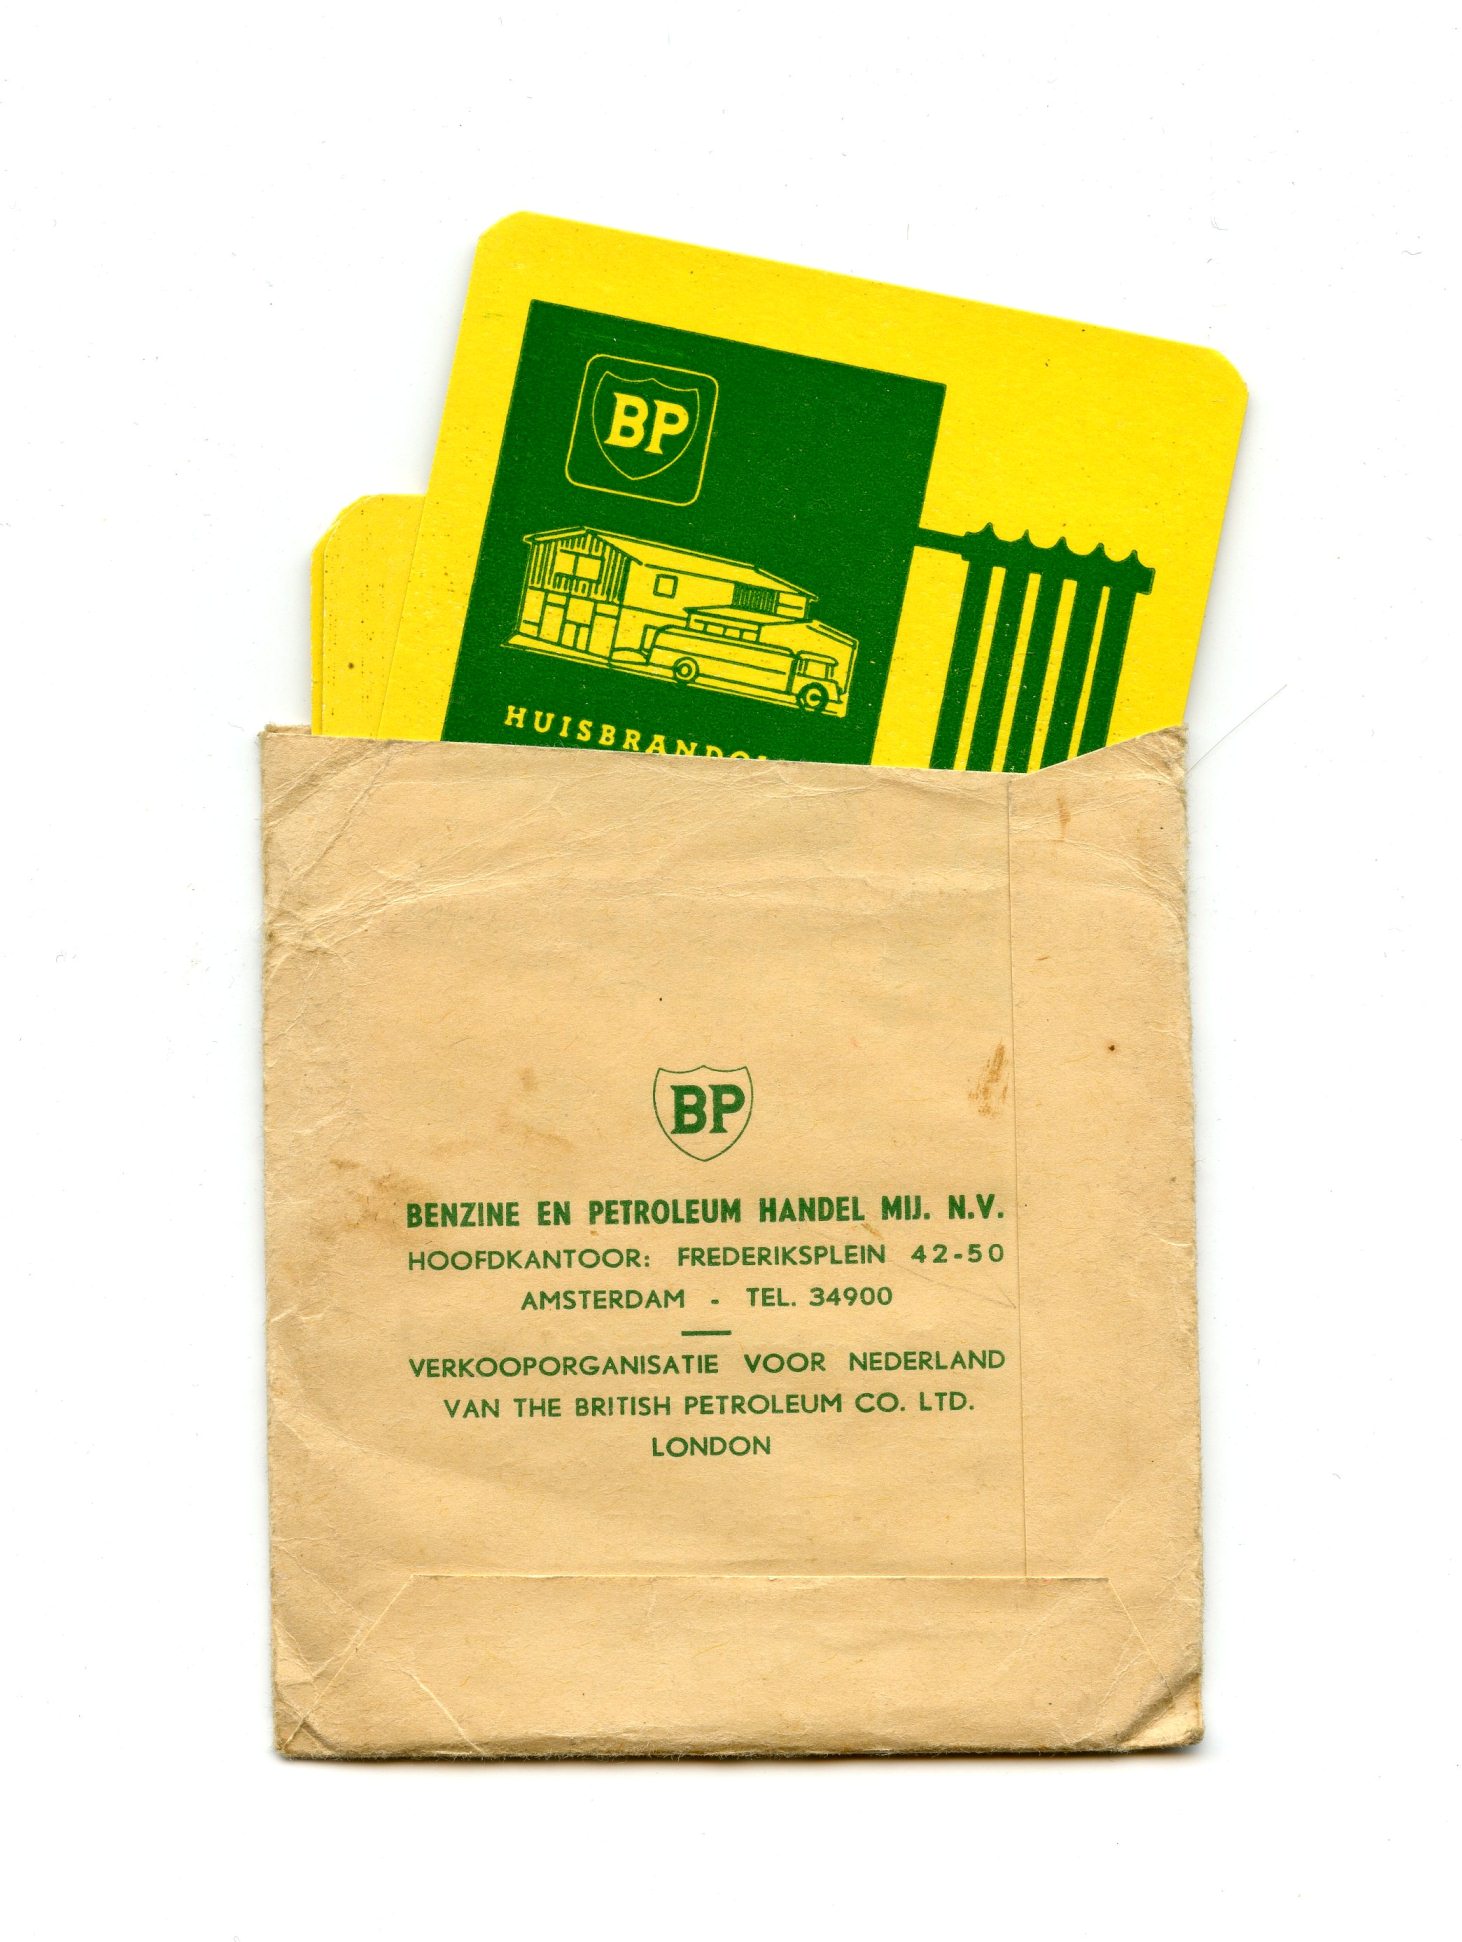 BP
BP
BENZINE EN PETROLEUM HANDEL MIJ. N.V.
HOOFDKANTOOR: FREDERIKSPLEIN 42-50
AMSTERDAM - TEL. 34900
VERKOOPORGANISATIE VOOR NEDERLAND
VAN THE BRITISH PETROLEUM CO. LTD.
LONDON